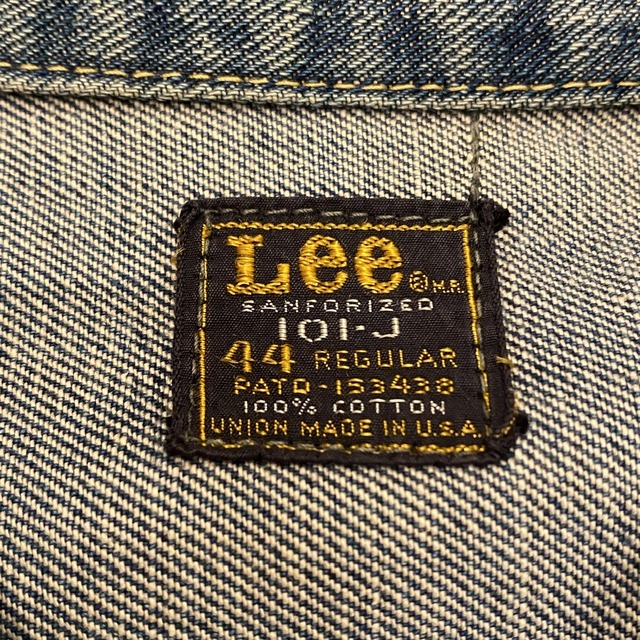 Lee ® M.R.
SANFORIZED
101-J
44 REGULAR
PATD-153438
100% COTTON
UNION MADE IN U.S.A.